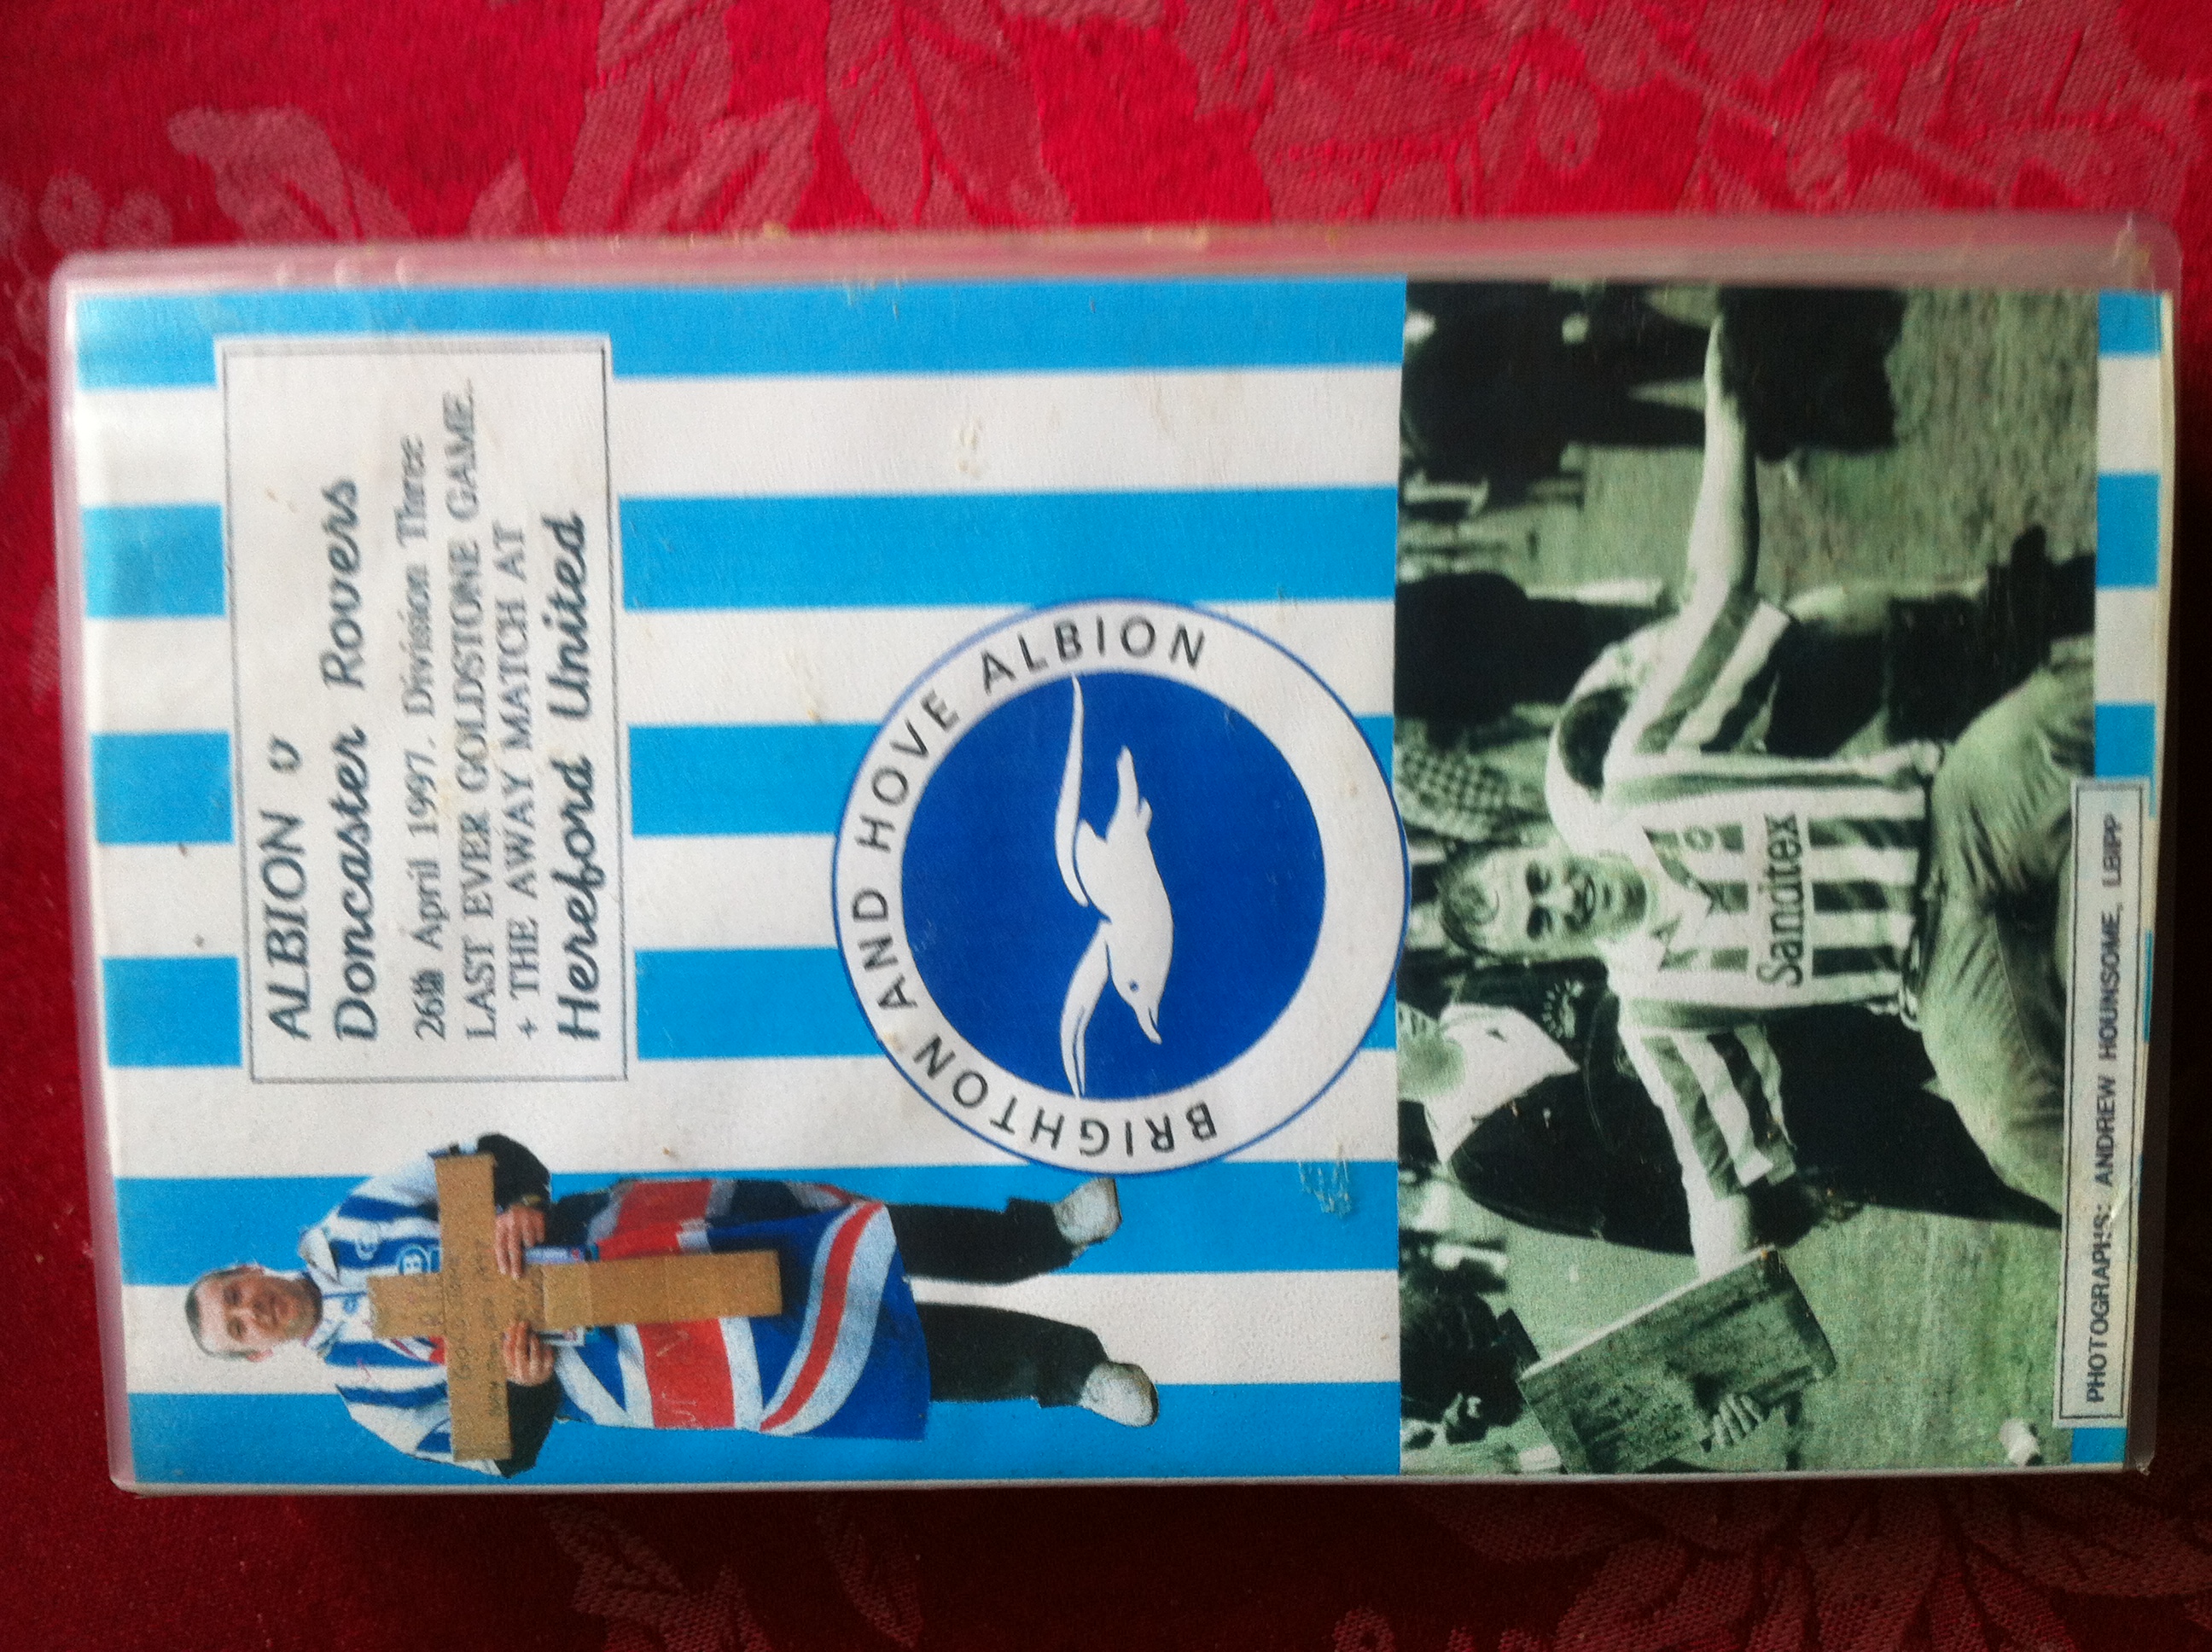 ALBION v
Doncaster Rovers
26th April 1997. Division Three
LAST EVER GOLDSTONE GAME.
+ THE AWAY MATCH AT
Hereford United
BRIGHTON AND HOVE ALBION
Sandtex
PHOTOGRAPHS: ANDREW HOUNSOME, LBIPP